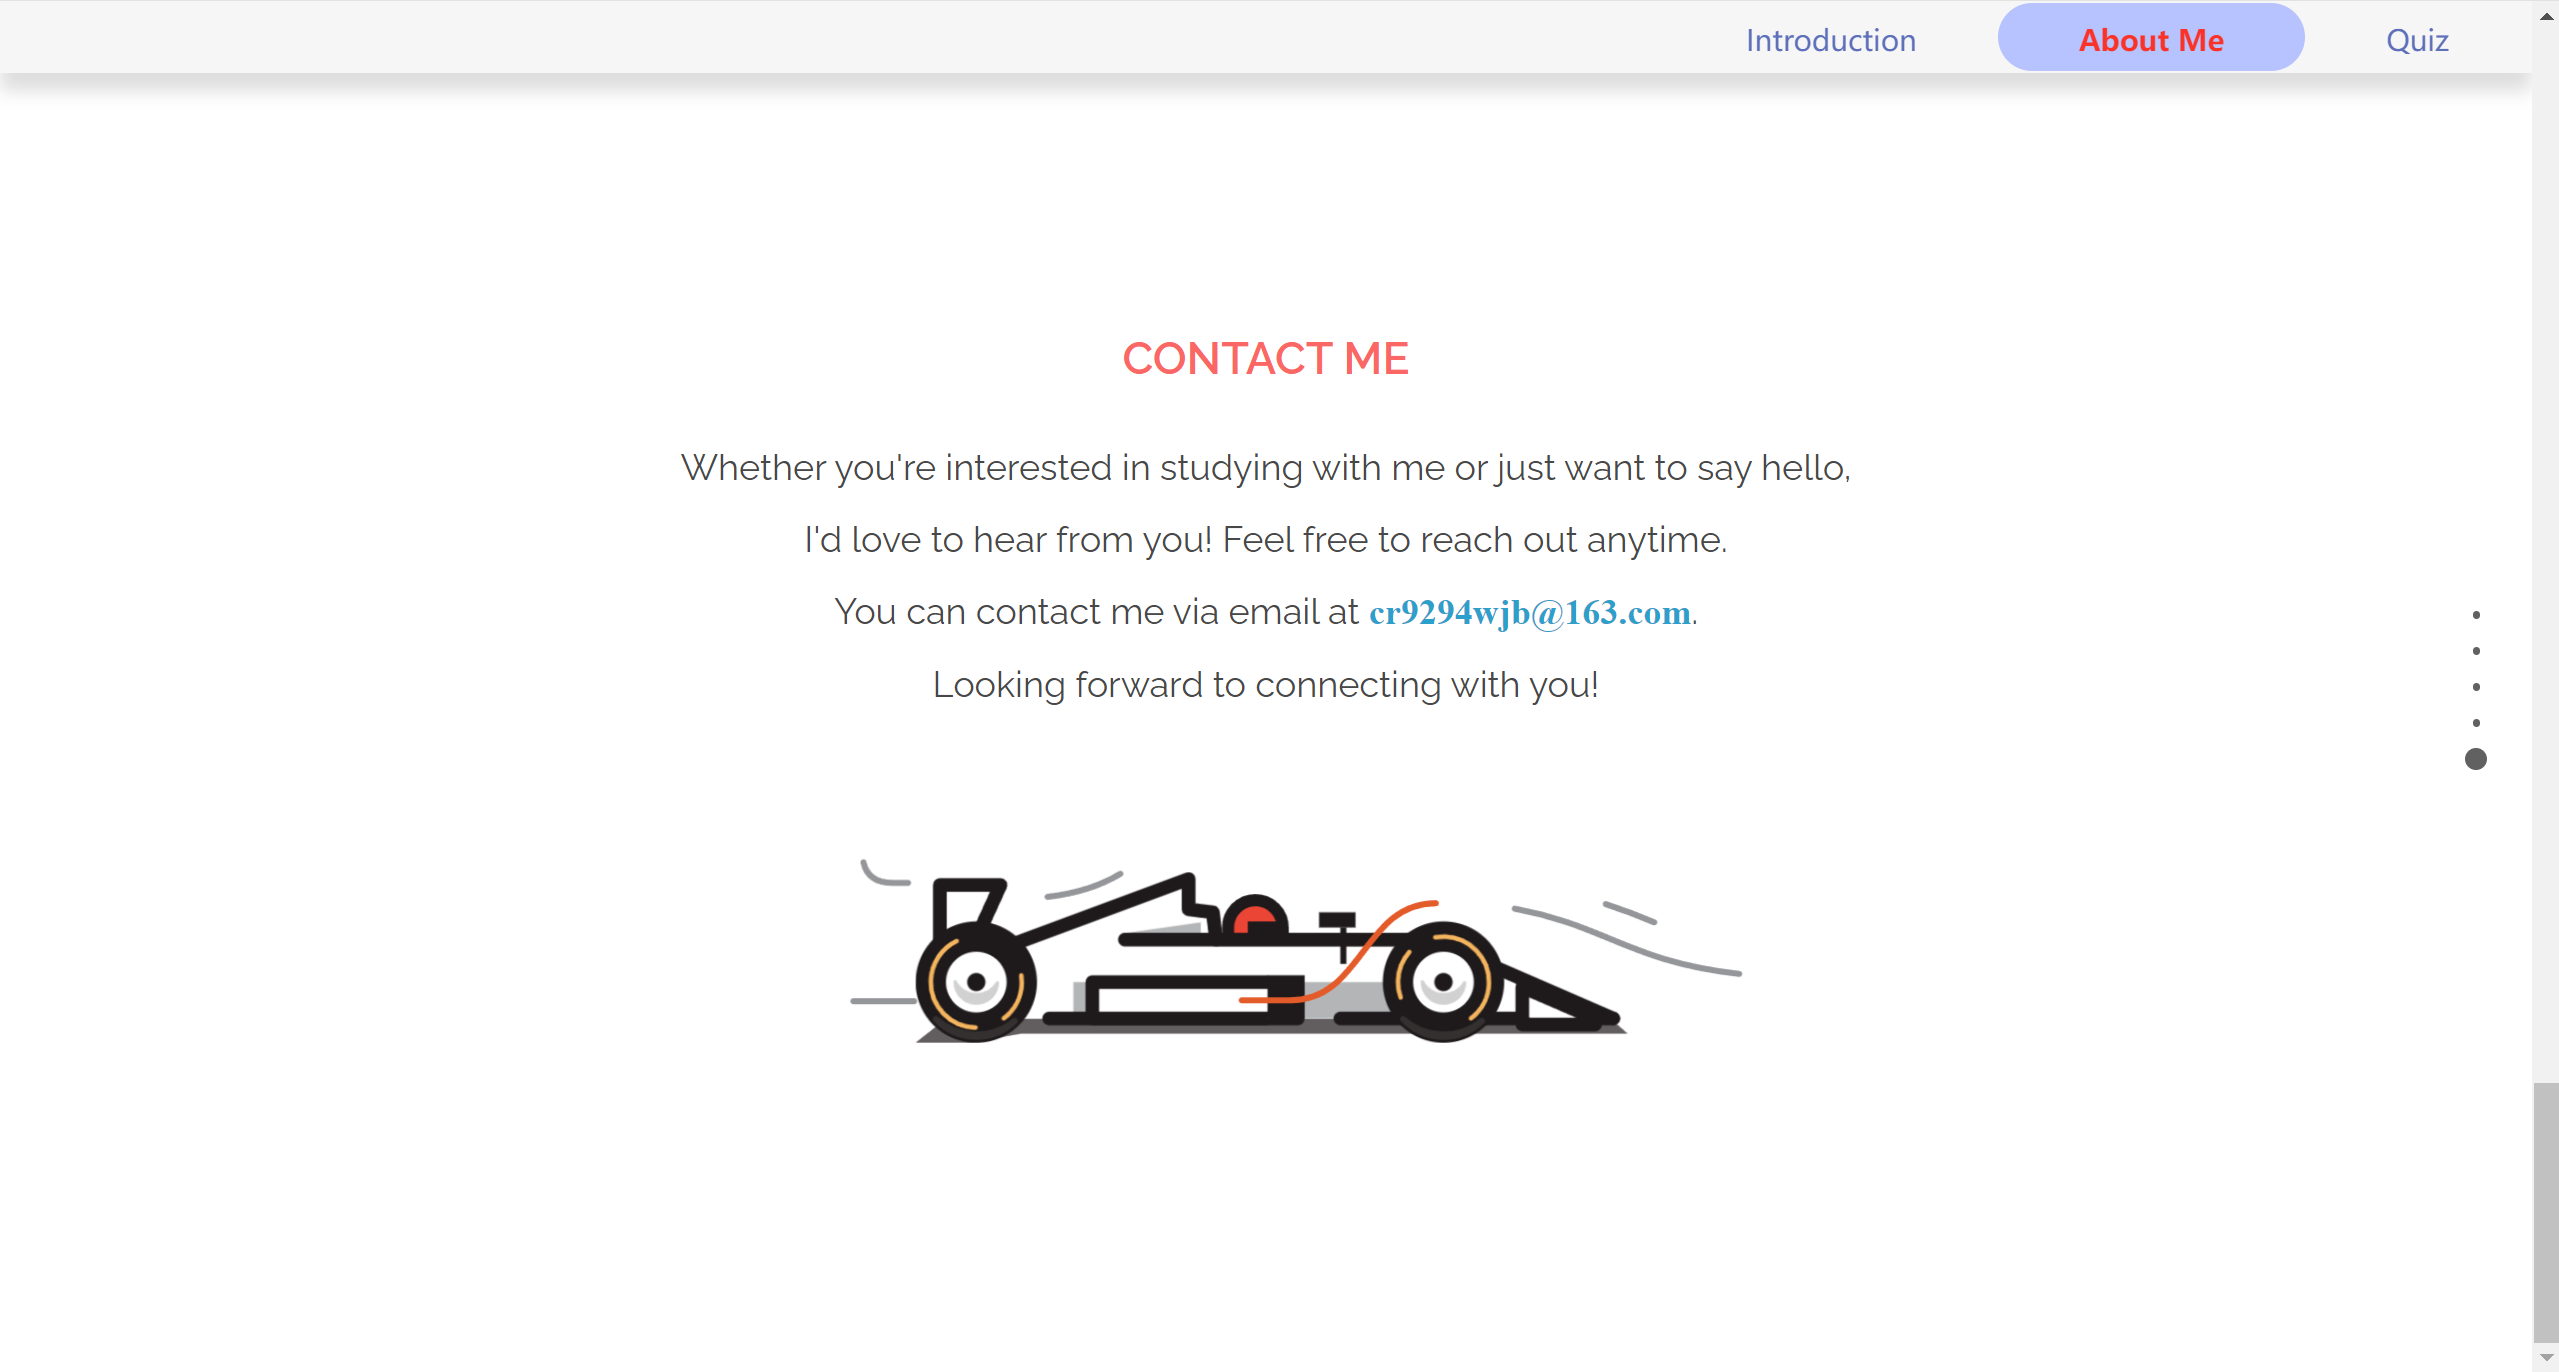 Introduction
About Me
Quiz
CONTACT ME
Whether you're interested in studying with me or just want to say hello,
I'd love to hear from you! Feel free to reach out anytime.
You can contact me via email at cr9294wjb@163.com.
Looking forward to connecting with you!